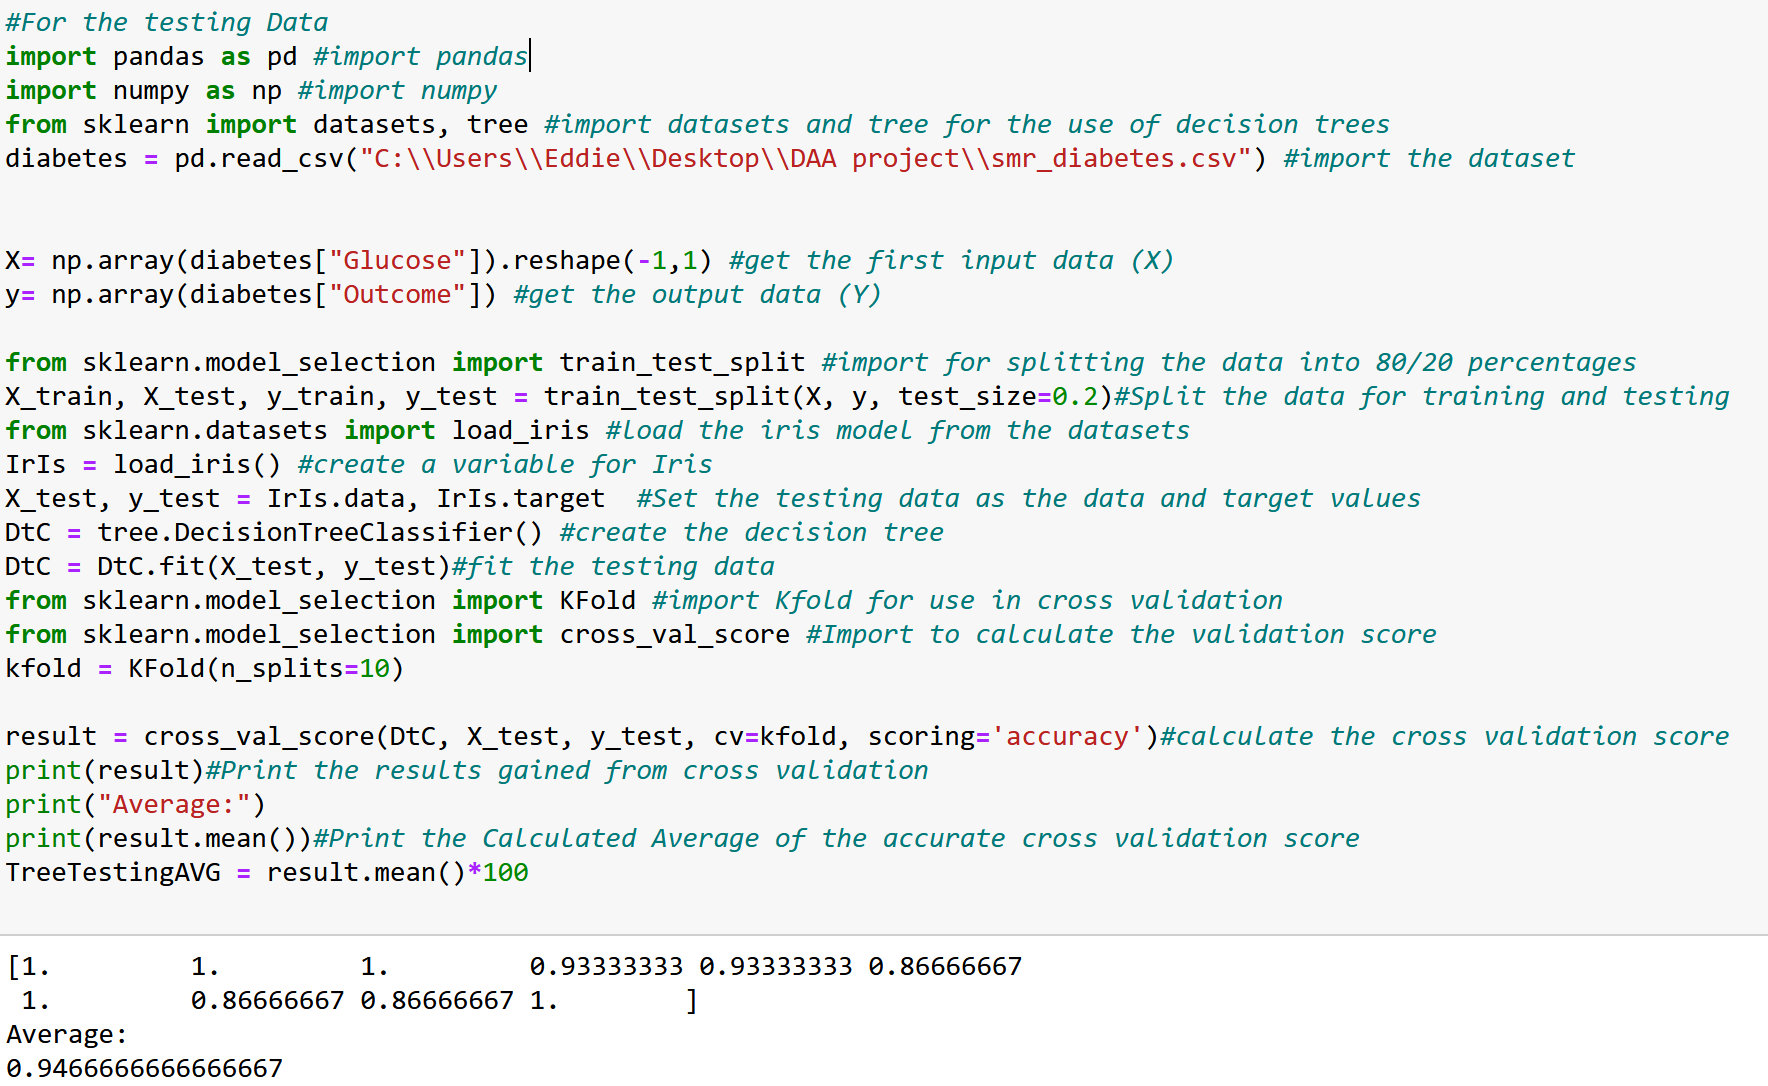 #For the testing Data
import pandas as pd #import pandas
import numpy as np #import numpy
from sklearn import datasets, tree #import datasets and tree for the use of decision trees
diabetes = pd.read_csv("C:\\Users\\Eddie\\Desktop\\DAA project\\smr_diabetes.csv") #import the dataset
X= np.array(diabetes["Glucose"]).reshape(-1,1) #get the first input data (X)
y= np.array(diabetes["Outcome"]) #get the output data (Y)
from sklearn.model_selection import train_test_split #import for splitting the data into 80/20 percentages
X_train, X_test, y_train, y_test = train_test_split(X, y, test_size=0.2)#Split the data for training and testing
from sklearn.datasets import load_iris #load the iris model from the datasets
IrIs = load_iris() #create a variable for Iris
X_test, y_test = IrIs.data, IrIs.target  #Set the testing data as the data and target values
DtC = tree.DecisionTreeClassifier() #create the decision tree
DtC = DtC.fit(X_test, y_test)#fit the testing data
from sklearn.model_selection import KFold #import Kfold for use in cross validation
from sklearn.model_selection import cross_val_score #Import to calculate the validation score
kfold = KFold(n_splits=10)
result = cross_val_score(DtC, X_test, y_test, cv=kfold, scoring='accuracy')#calculate the cross validation score
print(result)#Print the results gained from cross validation
print("Average:")
print(result.mean())#Print the Calculated Average of the accurate cross validation score
TreeTestingAVG = result.mean()*100
[1.         1.         1.         0.93333333 0.93333333 0.86666667
 1.         0.86666667 0.86666667 1.        ]
Average:
0.9466666666666667